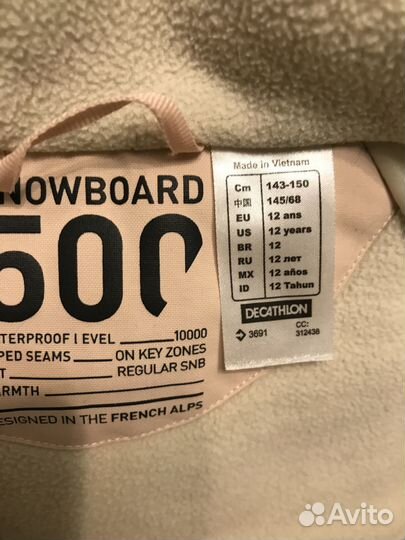 NOWBOARD
500
TERPROOF LEVEL 10000
PED SEAMS ON KEY ZONES
T REGULAR SNB
RMTH
ESIGNED IN THE FRENCH ALPS
Made in Vietnam
Cm 143-150
中国 145/68
EU 12 ans
US 12 years
BR 12
RU 12 лет
MX 12 años
ID 12 Tahun
DECATHLON
3691
CC:
312438
Avito